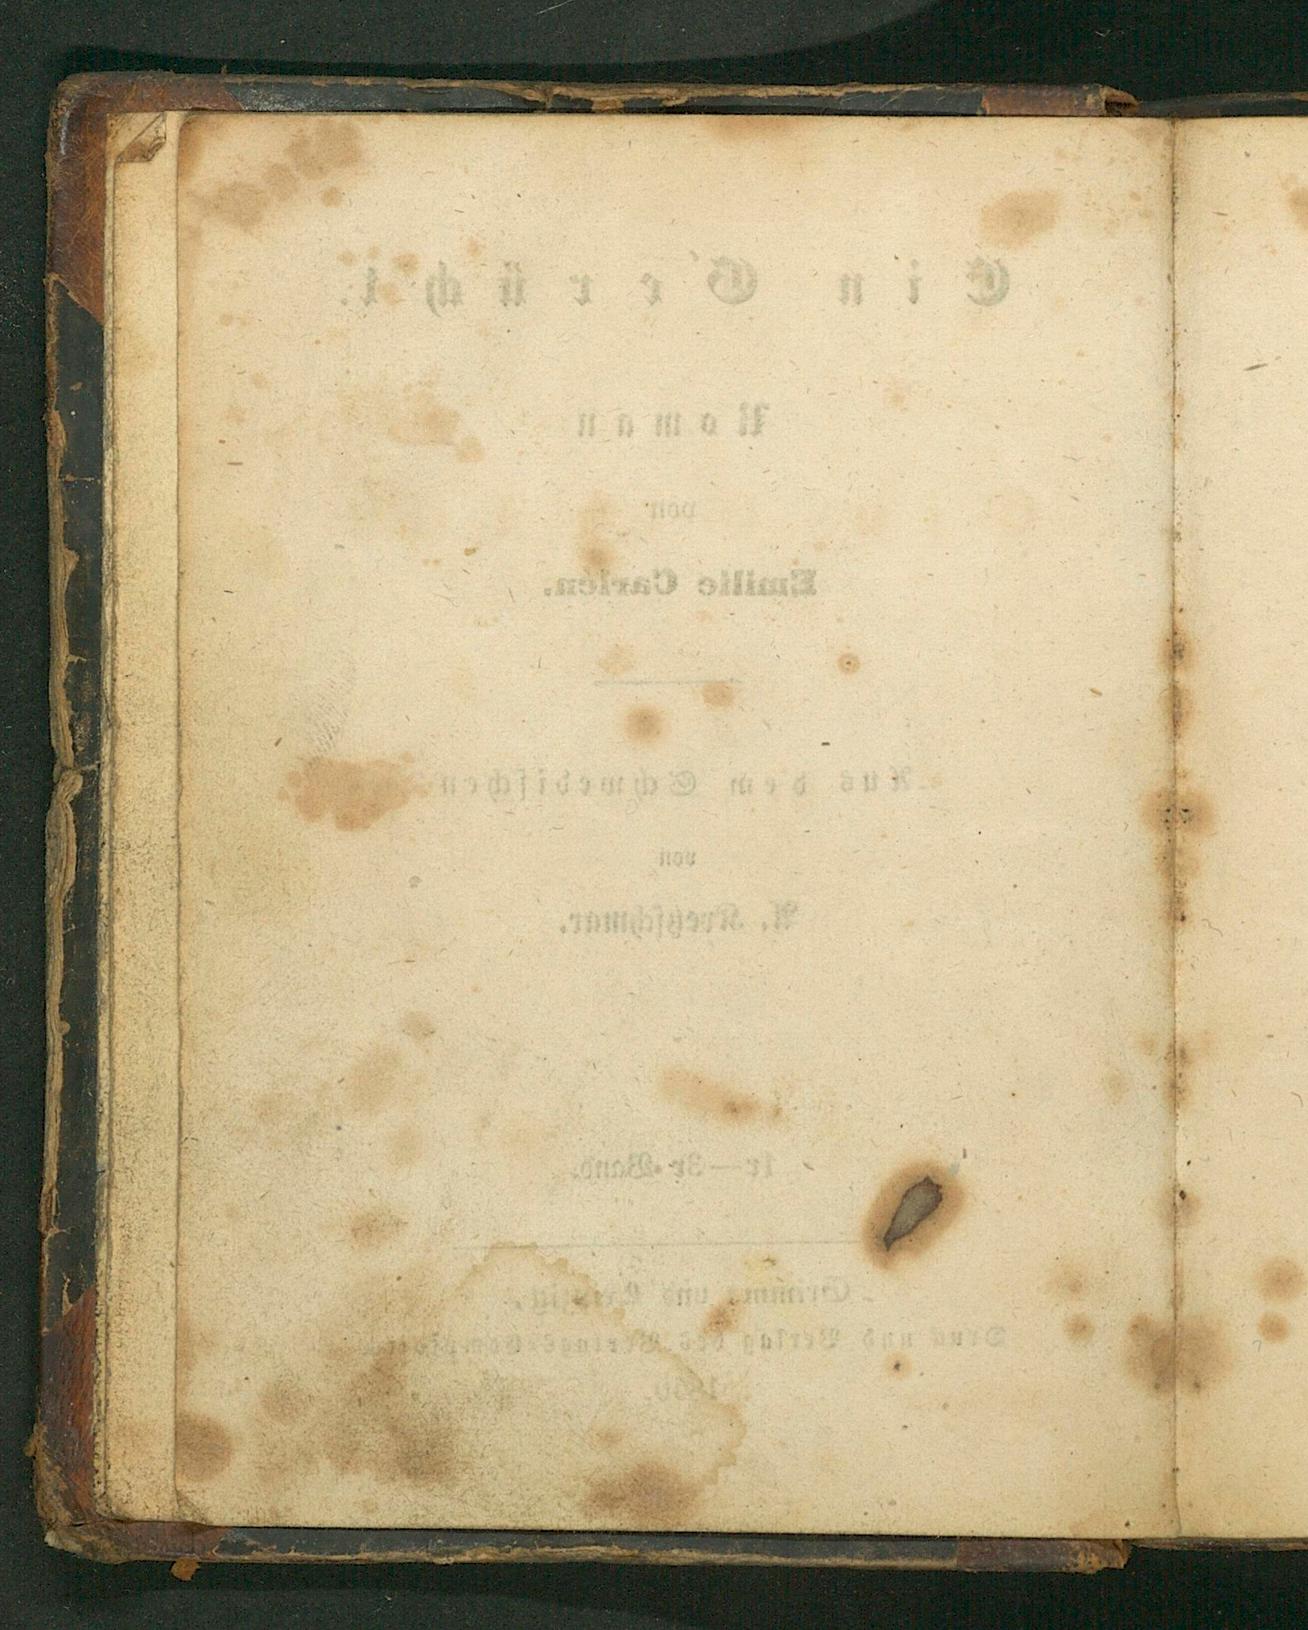 Ein Gerücht.
Roman
von
Emilie Carlén.
Aus dem Schwedischen
von
A. Kretzschmar.
1r—3r Band.
Grimma und Leipzig,
Druck und Verlag des Verlags-Comptoirs.